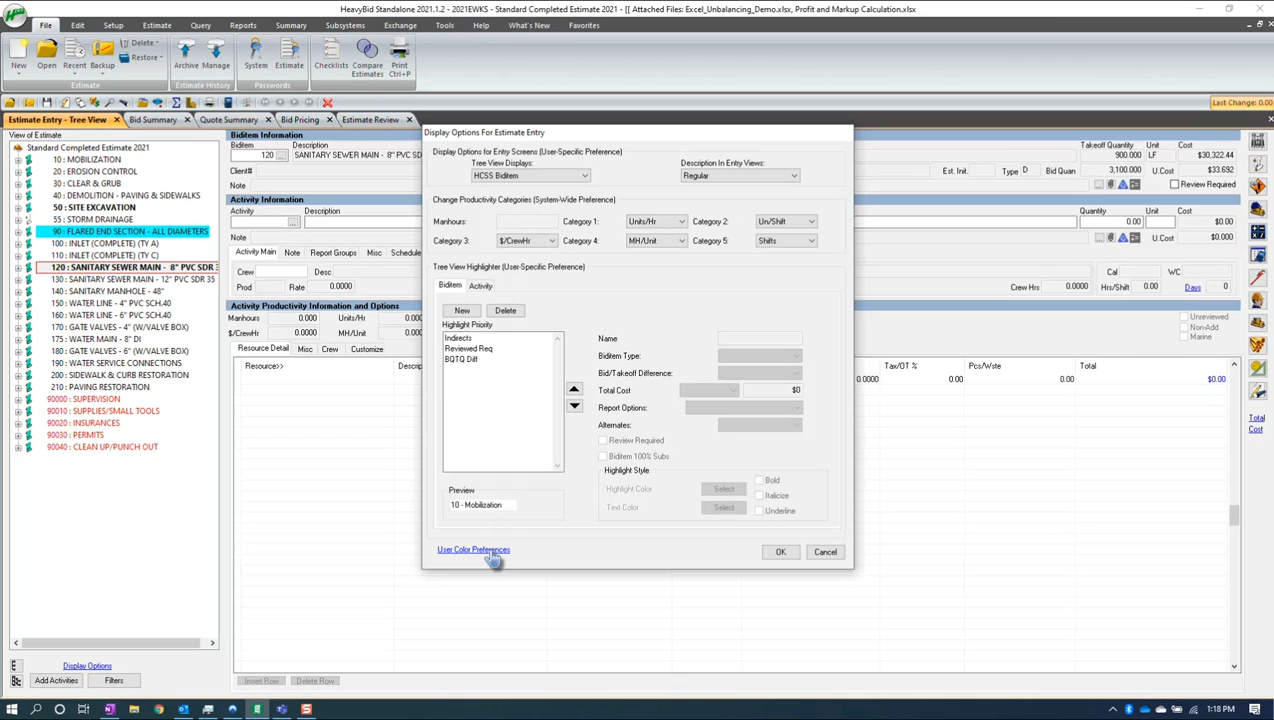 HeavyBid Standalone 2021.1.2 - 2021EWKS - Standard Completed Estimate 2021 - [[ Attached Files: Excel_Unbalancing_Demo.xlsx, Profit and Markup Calculation.xlsx
File Edit Setup Estimate Query Reports Summary Subsystems Exchange Tools Help What's New Favorites
New Open Recent Backup Delete Restore Archive Manage System Estimate Checklists Compare Estimates Print Ctrl+P
Estimate Estimate History Passwords
Last Change: 0.00
Estimate Entry - Tree View Bid Summary Quote Summary Bid Pricing Estimate Review
View of Estimate
Standard Completed Estimate 2021
10 : MOBILIZATION
20 : EROSION CONTROL
30 : CLEAR & GRUB
40 : DEMOLITION - PAVING & SIDEWALKS
50 : SITE EXCAVATION
55 : STORM DRAINAGE
90 : FLARED END SECTION - ALL DIAMETERS
100 : INLET (COMPLETE) (TY A)
110 : INLET (COMPLETE) (TY C)
120 : SANITARY SEWER MAIN - 8" PVC SDR 3
130 : SANITARY SEWER MAIN - 12" PVC SDR 35
140 : SANITARY MANHOLE - 48"
150 : WATER LINE - 4" PVC SCH.40
160 : WATER LINE - 6" PVC SCH.40
170 : GATE VALVES - 4" (W/VALVE BOX)
175 : WATER MAIN - 8" DI
180 : GATE VALVES - 6" (W/VALVE BOX)
190 : WATER SERVICE CONNECTIONS
200 : SIDEWALK & CURB RESTORATION
210 : PAVING RESTORATION
90000 : SUPERVISION
90010 : SUPPLIES/SMALL TOOLS
90020 : INSURANCES
90030 : PERMITS
90040 : CLEAN UP/PUNCH OUT
Display Options
Add Activities Filters
Biditem Information
Biditem Description
120 ... SANITARY SEWER MAIN - 8" PVC SD
Client#
Note
Takeoff Quantity Unit Cost
900.000 LF $30,322.44
Est. Init. Type D Bid Quan 3,100.000 U.Cost $33.692
Review Required
Activity Information
Activity Description
Note
Quantity Unit Cost
0.00 $0.00
U.Cost $0.000
Activity Main Note Report Groups Misc Schedule
Crew Desc
Prod Rate 0.0000
Cal WC
Crew Hrs 0.0000 Hrs/Shift 0.00 Days 0
Activity Productivity Information and Options
Manhours 0.000 Units/Hr 0.000
$/CrewHr 0.0000 MH/Unit 0.0000
Unreviewed
Non-Add
Marine
Resource Detail Misc Crew Customize
Resource>> Descrip Tax/OT % Pcs/Wste Total
0.0000 0.00 0.00 $0.00
Total Cost
Insert Row Delete Row
Display Options For Estimate Entry
Display Options for Entry Screens (User-Specific Preference)
Tree View Displays: Description In Entry Views:
HCSS Biditem Regular
Change Productivity Categories (System-Wide Preference)
Manhours: Category 1: Units/Hr Category 2: Un/Shift
Category 3: $/CrewHr Category 4: MH/Unit Category 5: Shifts
Tree View Highlighter (User-Specific Preference)
Biditem Activity
New Delete
Highlight Priority
Indirects
Reviewed Req
BQTQ Diff
Name
Biditem Type:
Bid/Takeoff Difference:
Total Cost $0
Report Options:
Alternates:
Review Required
Biditem 100% Subs
Highlight Style
Highlight Color Select Bold
Italicize
Text Color Select Underline
Preview
10 - Mobilization
User Color Preferences
OK Cancel
1:18 PM